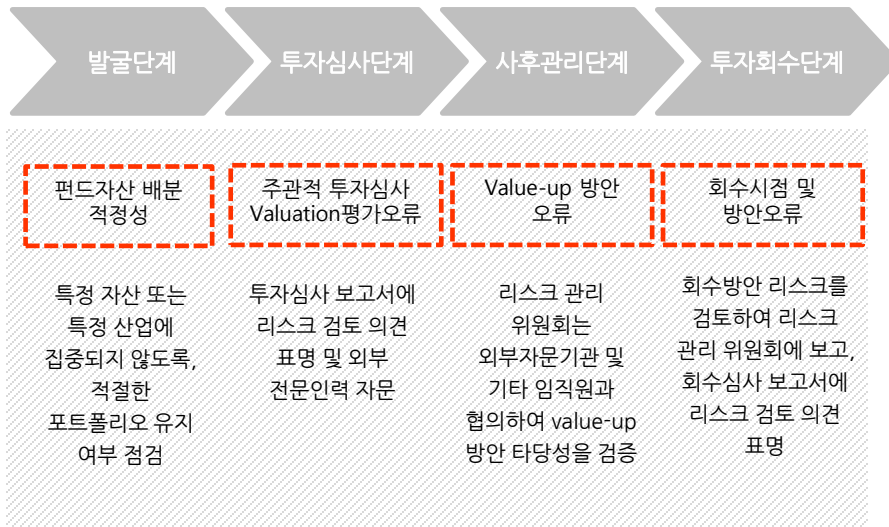 발굴단계
투자심사단계
사후관리단계
투자회수단계
펀드자산 배분
적정성
주관적 투자심사
Valuation평가오류
Value-up 방안
오류
회수시점 및
방안오류
특정 자산 또는
특정 산업에
집중되지 않도록,
적절한
포트폴리오 유지
여부 점검
투자심사 보고서에
리스크 검토 의견
표명 및 외부
전문인력 자문
리스크 관리
위원회는
외부자문기관 및
기타 임직원과
협의하여 value-up
방안 타당성을 검증
회수방안 리스크를
검토하여 리스크
관리 위원회에 보고,
회수심사 보고서에
리스크 검토 의견
표명